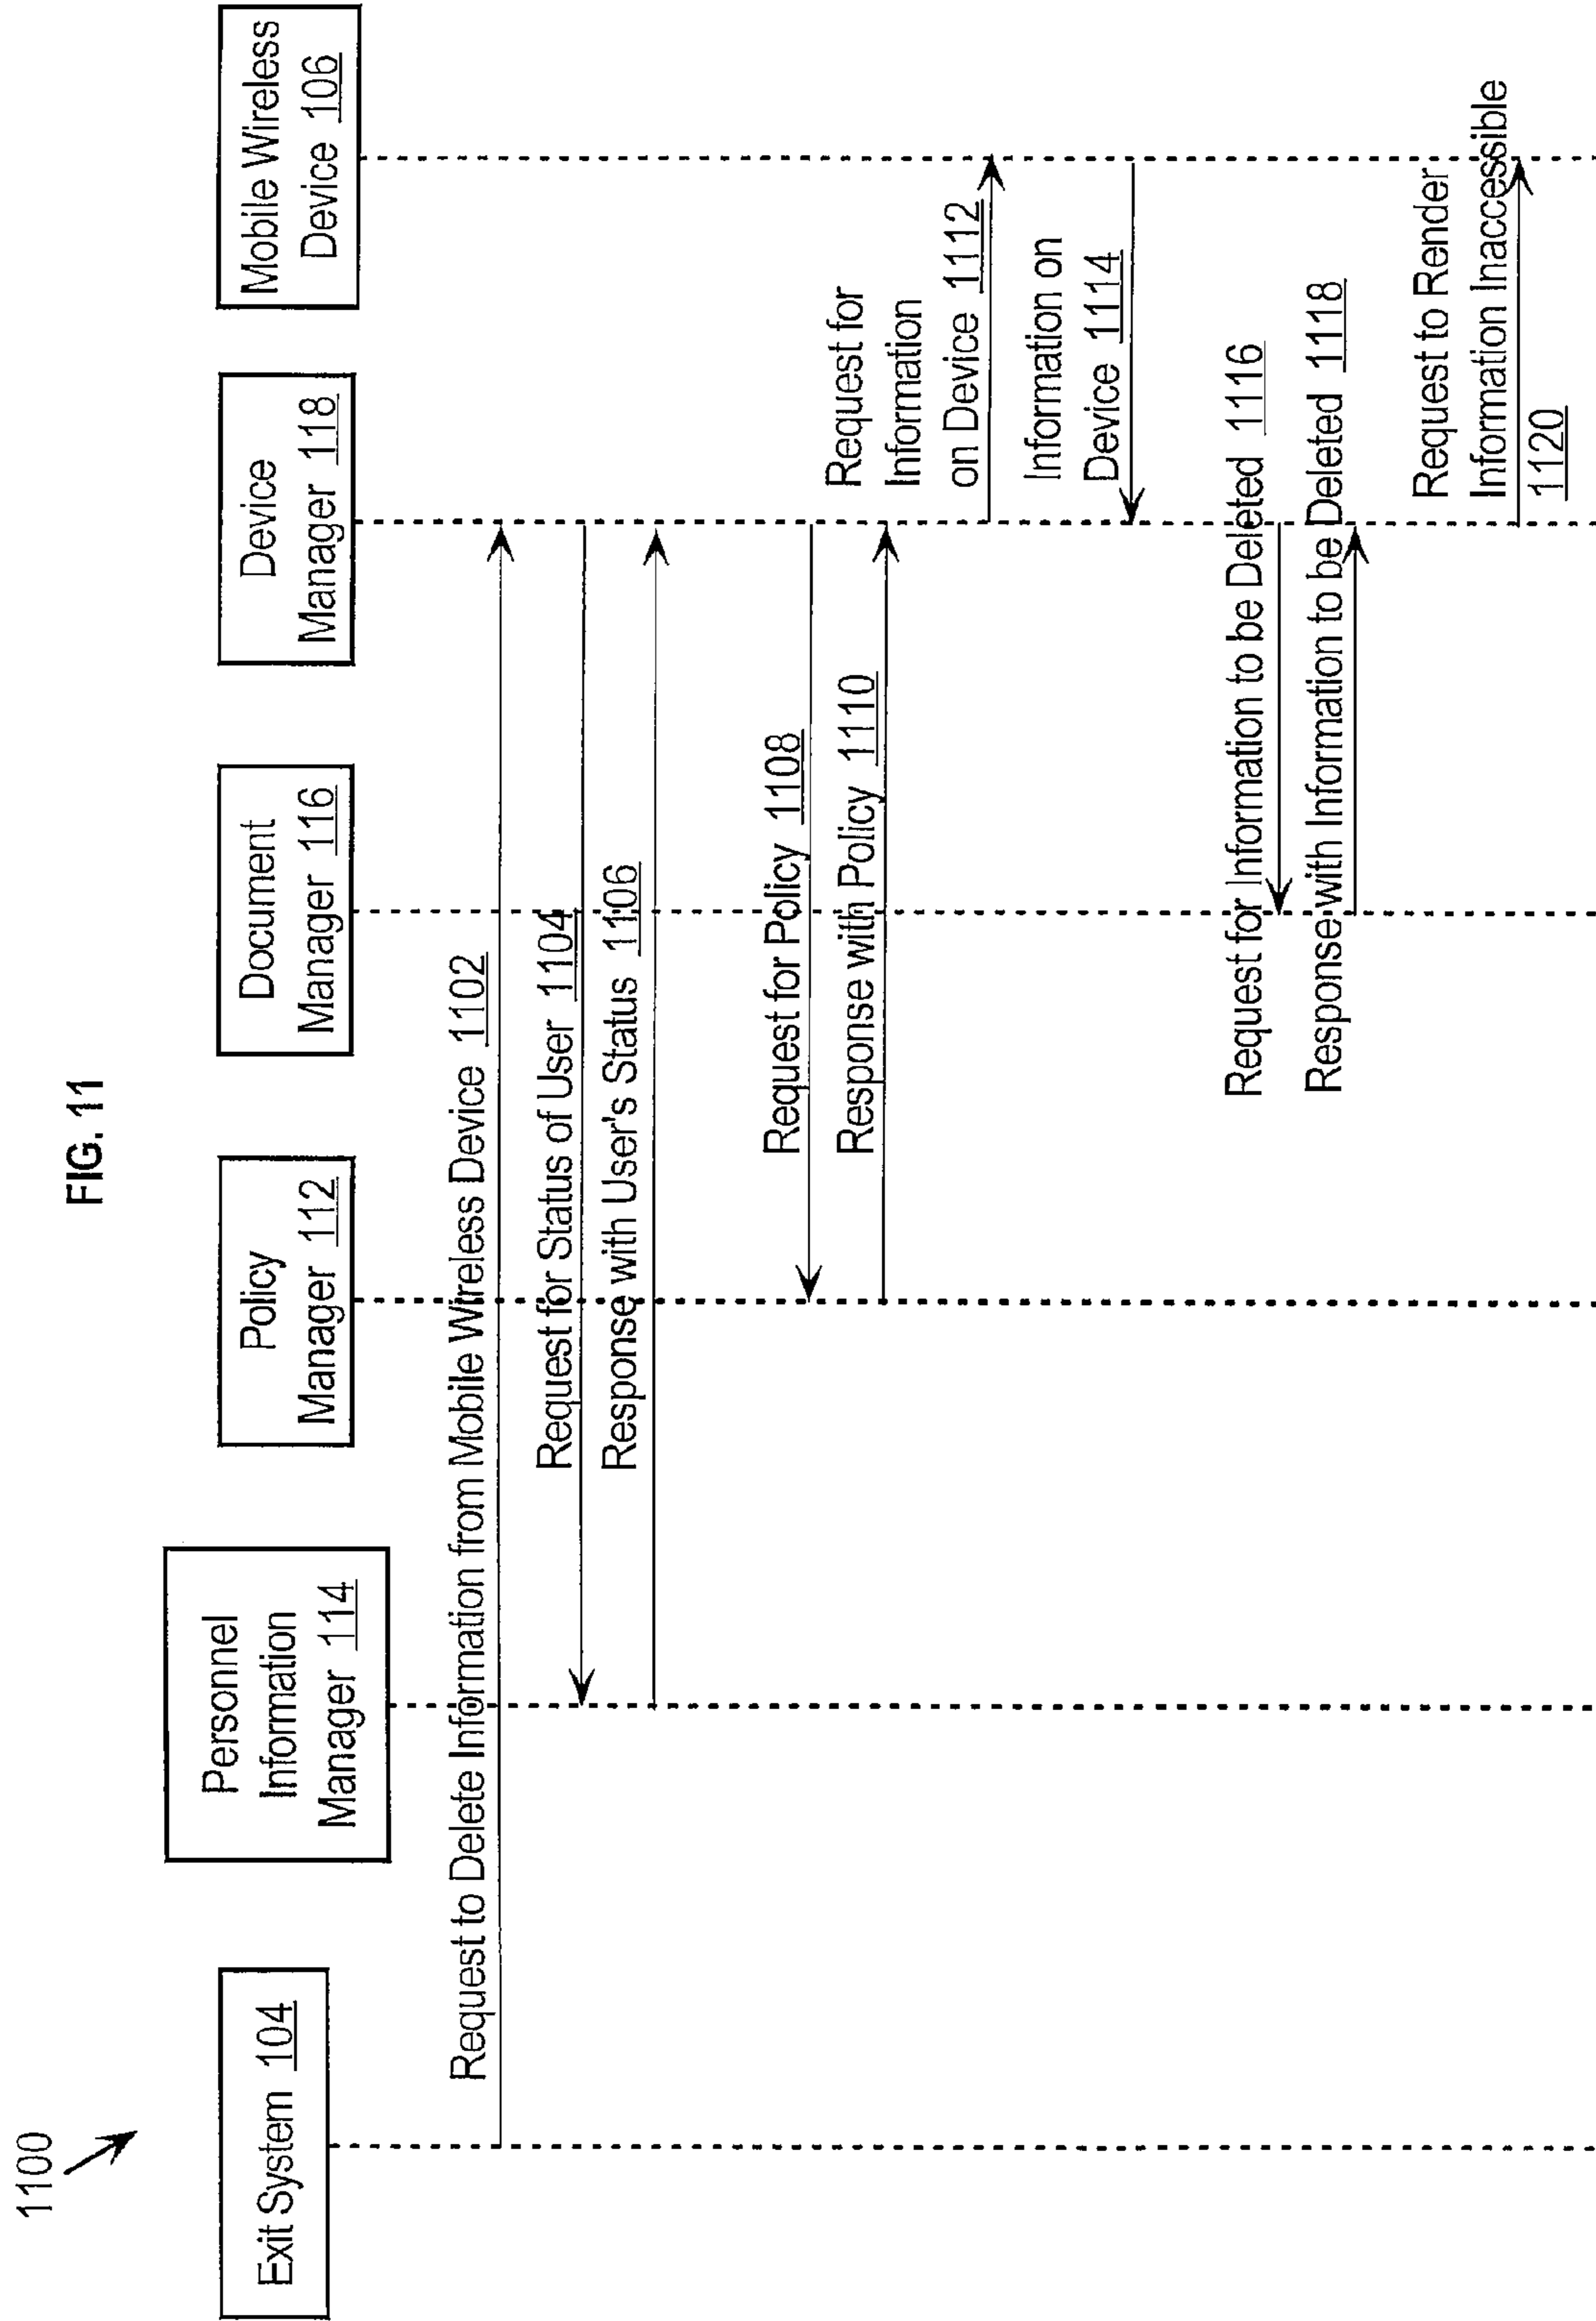 FIG. 11
1100
Exit System 104
Personnel
Information
Manager 114
Policy
Manager 112
Document
Manager 116
Device
Manager 118
Mobile Wireless
Device 106
Request to Delete Information from Mobile Wireless Device 1102
Request for Status of User 1104
Response with User's Status 1106
Request for Policy 1108
Response with Policy 1110
Request for
Information
on Device 1112
Information on
Device 1114
Request for Information to be Deleted 1116
Response with Information to be Deleted 1118
Request to Render
Information Inaccessible
1120